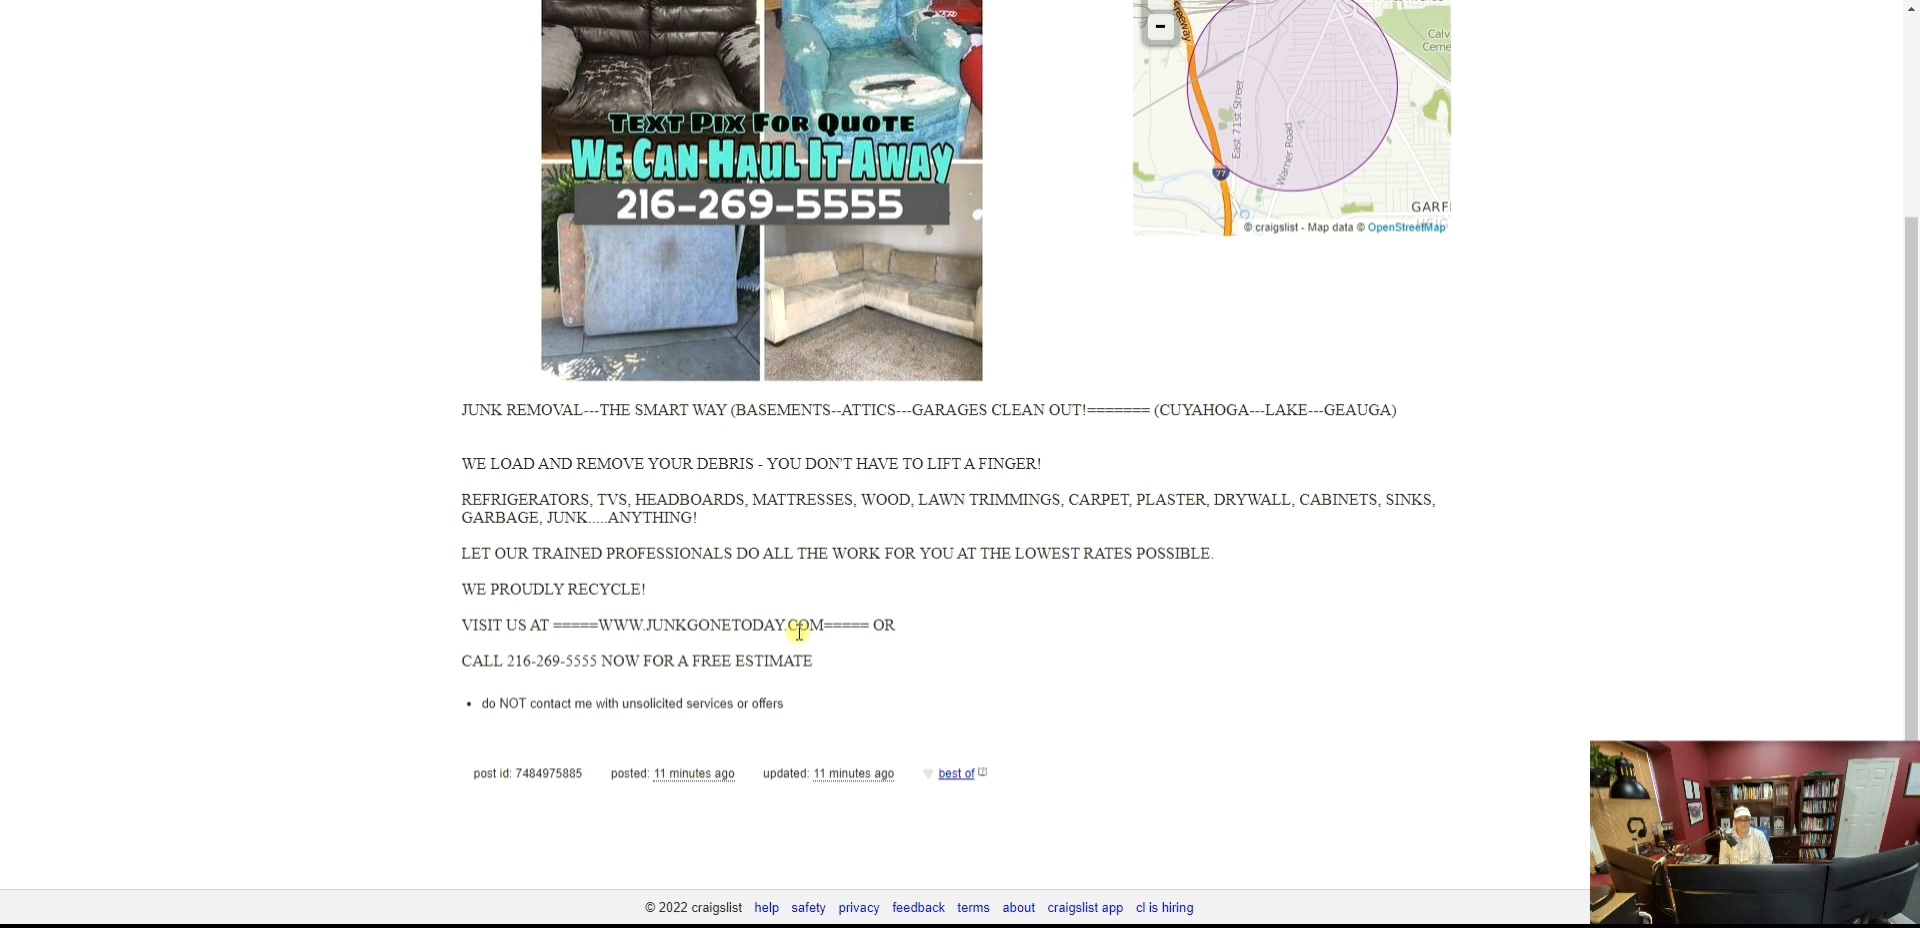 TEXT PIX FOR QUOTE
WE CAN HAUL IT AWAY
216-269-5555
-
Freeway
East 71st Street
Warner Road
77
Calv
Ceme
GARF
© craigslist - Map data © OpenStreetMap
JUNK REMOVAL---THE SMART WAY (BASEMENTS--ATTICS---GARAGES CLEAN OUT!======= (CUYAHOGA---LAKE---GEAUGA)
WE LOAD AND REMOVE YOUR DEBRIS - YOU DON'T HAVE TO LIFT A FINGER!
REFRIGERATORS, TVS, HEADBOARDS, MATTRESSES, WOOD, LAWN TRIMMINGS, CARPET, PLASTER, DRYWALL, CABINETS, SINKS,
GARBAGE, JUNK.....ANYTHING!
LET OUR TRAINED PROFESSIONALS DO ALL THE WORK FOR YOU AT THE LOWEST RATES POSSIBLE.
WE PROUDLY RECYCLE!
VISIT US AT =====WWW.JUNKGONETODAY.COM===== OR
CALL 216-269-5555 NOW FOR A FREE ESTIMATE
• do NOT contact me with unsolicited services or offers
post id: 7484975885 posted: 11 minutes ago updated: 11 minutes ago ♥ best of [?]
© 2022 craigslist help safety privacy feedback terms about craigslist app cl is hiring